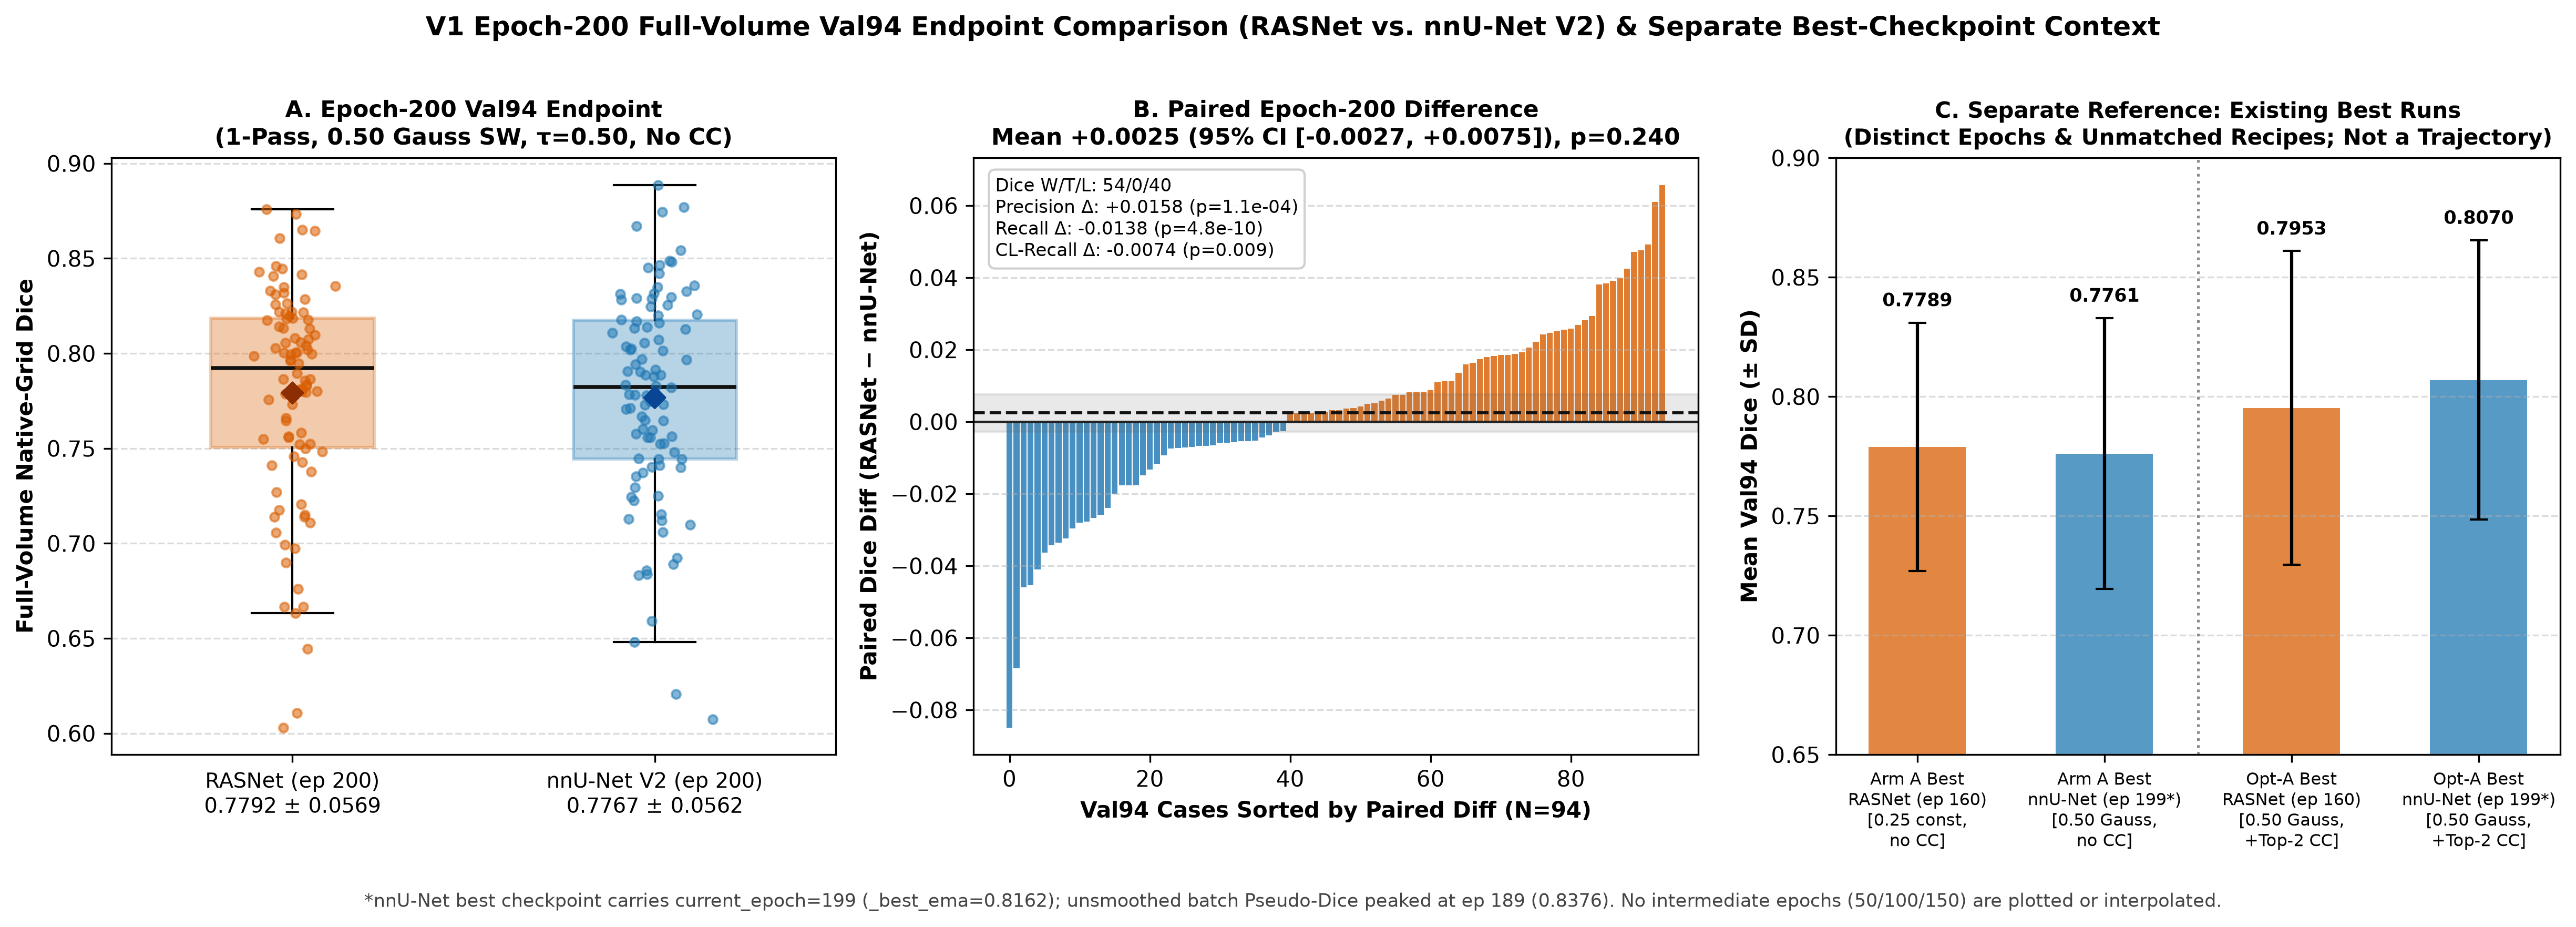 V1 Epoch-200 Full-Volume Val94 Endpoint Comparison (RASNet vs. nnU-Net V2) & Separate Best-Checkpoint Context
A. Epoch-200 Val94 Endpoint
(1-Pass, 0.50 Gauss SW, τ=0.50, No CC)
Full-Volume Native-Grid Dice
0.90
0.85
0.80
0.75
0.70
0.65
0.60
RASNet (ep 200)
0.7792 ± 0.0569
nnU-Net V2 (ep 200)
0.7767 ± 0.0562
B. Paired Epoch-200 Difference
Mean +0.0025 (95% CI [-0.0027, +0.0075]), p=0.240
Paired Dice Diff (RASNet − nnU-Net)
Dice W/T/L: 54/0/40
Precision Δ: +0.0158 (p=1.1e-04)
Recall Δ: -0.0138 (p=4.8e-10)
CL-Recall Δ: -0.0074 (p=0.009)
0.06
0.04
0.02
0.00
−0.02
−0.04
−0.06
−0.08
0 20 40 60 80
Val94 Cases Sorted by Paired Diff (N=94)
C. Separate Reference: Existing Best Runs
(Distinct Epochs & Unmatched Recipes; Not a Trajectory)
Mean Val94 Dice (± SD)
0.90
0.85
0.80
0.75
0.70
0.65
0.7789
0.7761
0.7953
0.8070
Arm A Best
RASNet (ep 160)
[0.25 const,
no CC]
Arm A Best
nnU-Net (ep 199*)
[0.50 Gauss,
no CC]
Opt-A Best
RASNet (ep 160)
[0.50 Gauss,
+Top-2 CC]
Opt-A Best
nnU-Net (ep 199*)
[0.50 Gauss,
+Top-2 CC]
*nnU-Net best checkpoint carries current_epoch=199 (_best_ema=0.8162); unsmoothed batch Pseudo-Dice peaked at ep 189 (0.8376). No intermediate epochs (50/100/150) are plotted or interpolated.